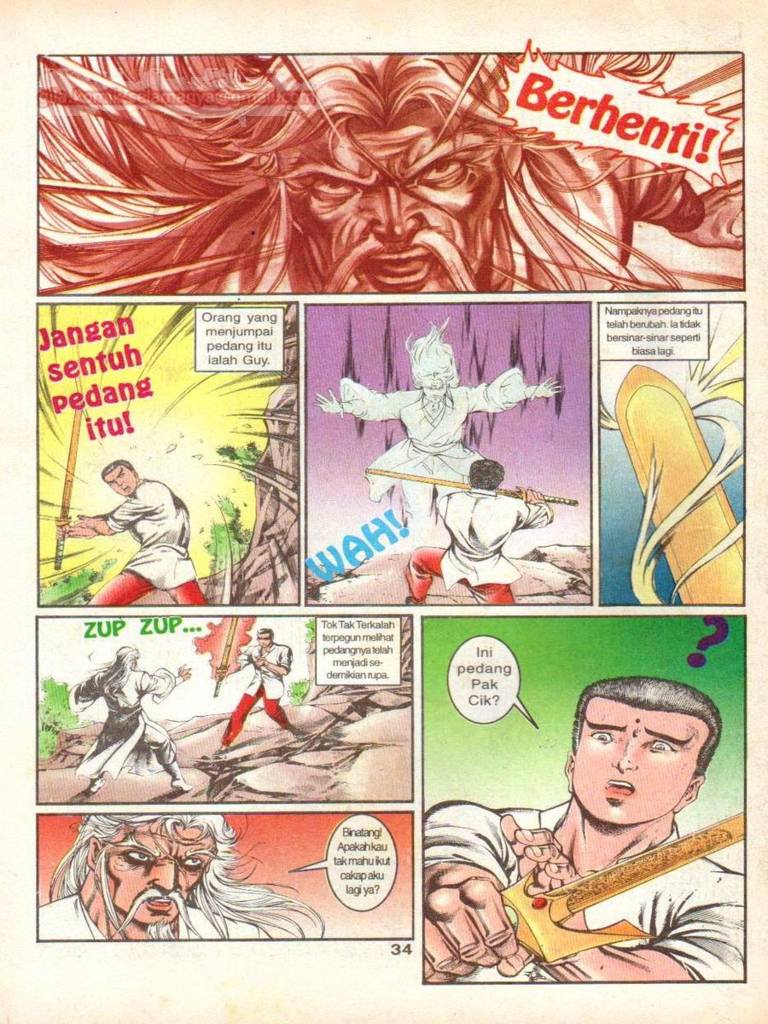 Berhenti!
Jangan
sentuh
pedang
itu!
Orang yang
menjumpai
pedang itu
ialah Guy.
WAH!
Nampaknya pedang itu
telah berubah. Ia tidak
bersinar-sinar seperti
biasa lagi.
ZUP ZUP...
Tok Tak Terkalah
terpegun melihat
pedangnya telah
menjadi se-
demikian rupa.
?
Ini
pedang
Pak
Cik?
Binatang!
Apakah kau
tak mahu ikut
cakap aku
lagi ya?
34